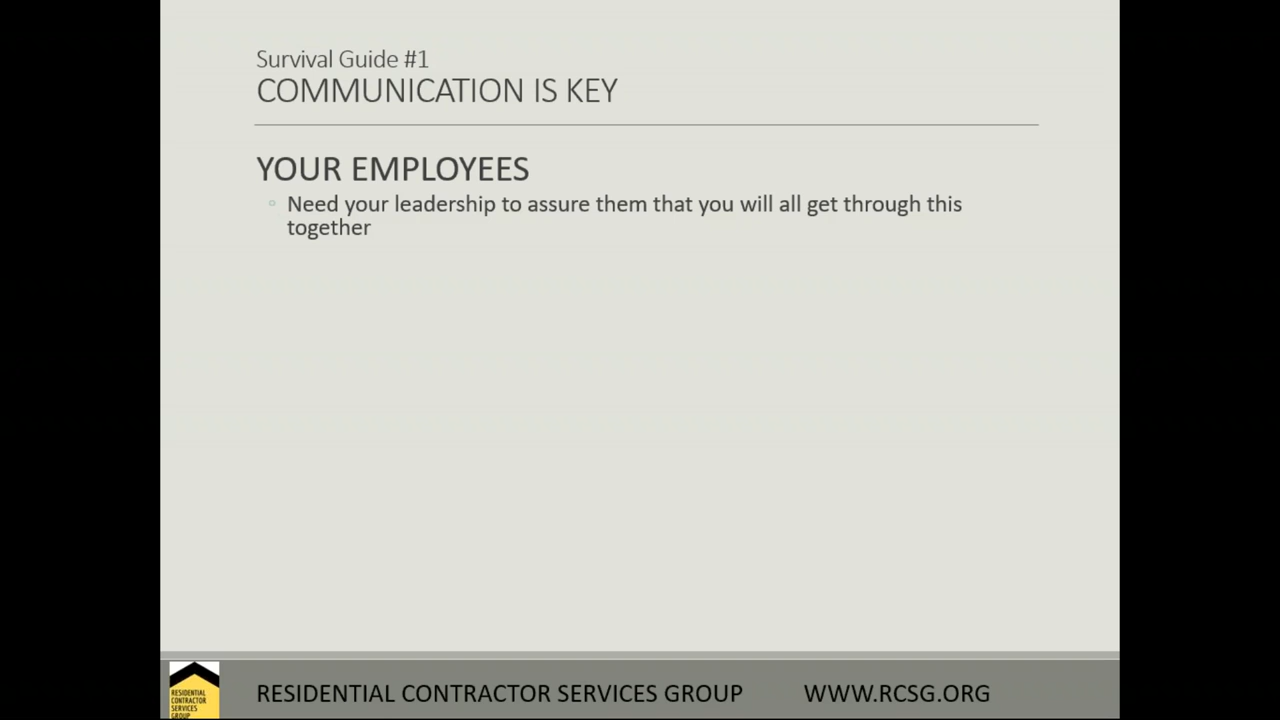 Survival Guide #1
COMMUNICATION IS KEY
YOUR EMPLOYEES
Need your leadership to assure them that you will all get through this
together
RESIDENTIAL
CONTRACTOR
SERVICES
GROUP
RESIDENTIAL CONTRACTOR SERVICES GROUP WWW.RCSG.ORG